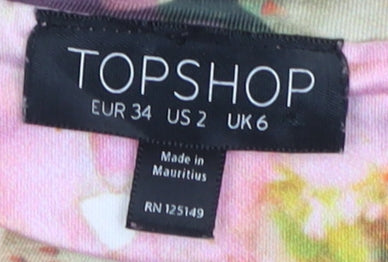 TOPSHOP
EUR 34 US 2 UK 6
Made in
Mauritius
RN 125149